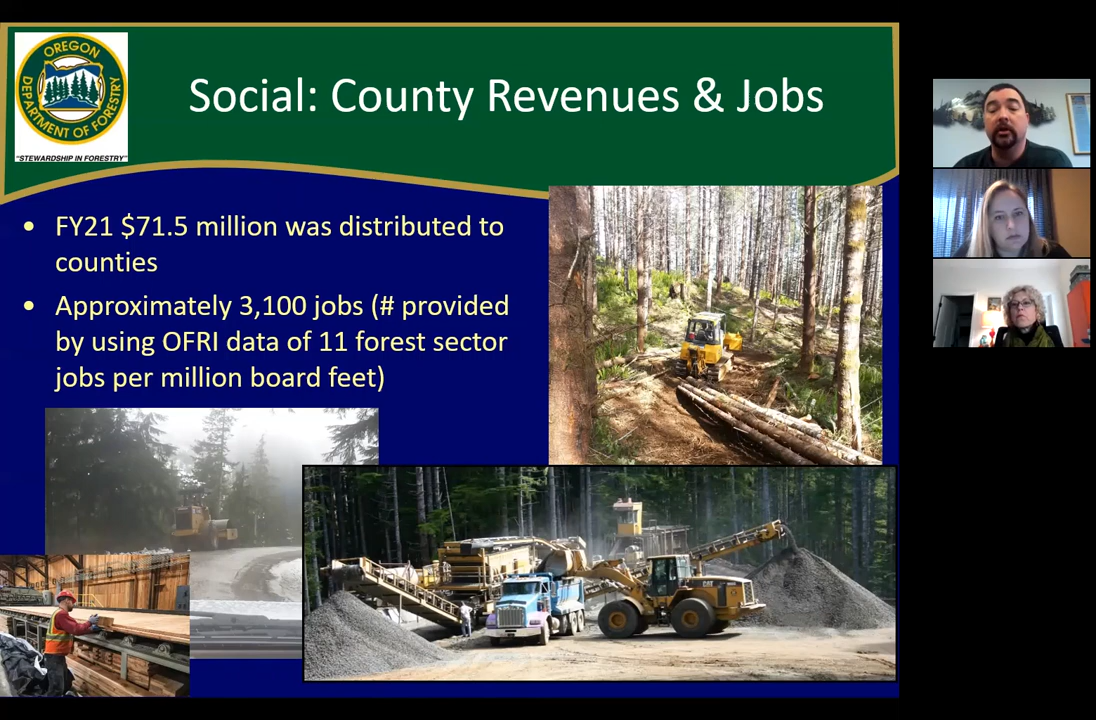 OREGON
DEPARTMENT OF FORESTRY
"STEWARDSHIP IN FORESTRY"
Social: County Revenues & Jobs
• FY21 $71.5 million was distributed to
counties
• Approximately 3,100 jobs (# provided
by using OFRI data of 11 forest sector
jobs per million board feet)
CAT